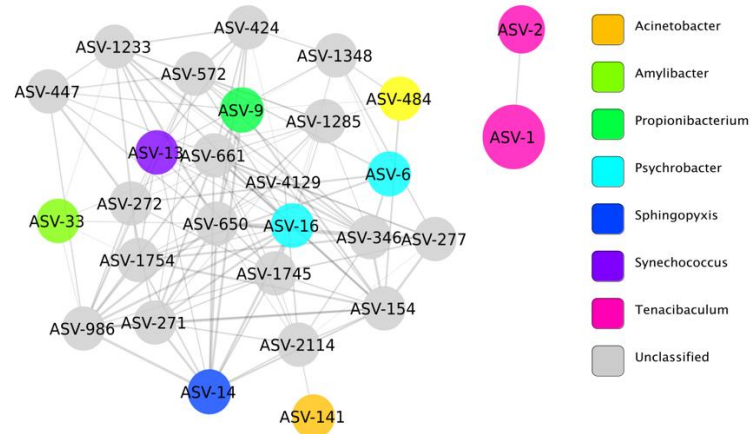 ASV-424
ASV-2
ASV-1233
ASV-1348
ASV-572
ASV-447
ASV-484
ASV-9
ASV-1285
ASV-1
ASV-13
ASV-661
ASV-6
ASV-4129
ASV-272
ASV-33
ASV-650
ASV-16
ASV-346
ASV-277
ASV-1754
ASV-1745
ASV-154
ASV-986
ASV-271
ASV-2114
ASV-14
ASV-141
Acinetobacter
Amylibacter
Propionibacterium
Psychrobacter
Sphingopyxis
Synechococcus
Tenacibaculum
Unclassified